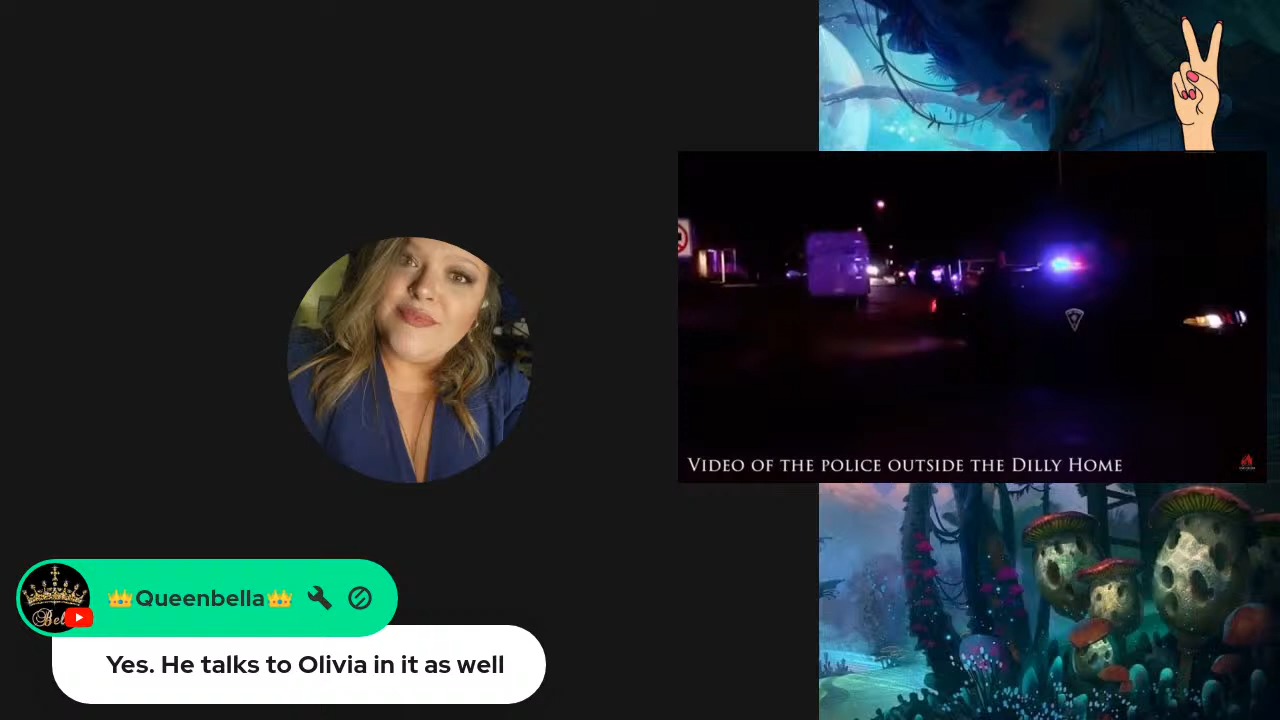 VIDEO OF THE POLICE OUTSIDE THE DILLY HOME
👑Queenbella👑
Yes. He talks to Olivia in it as well